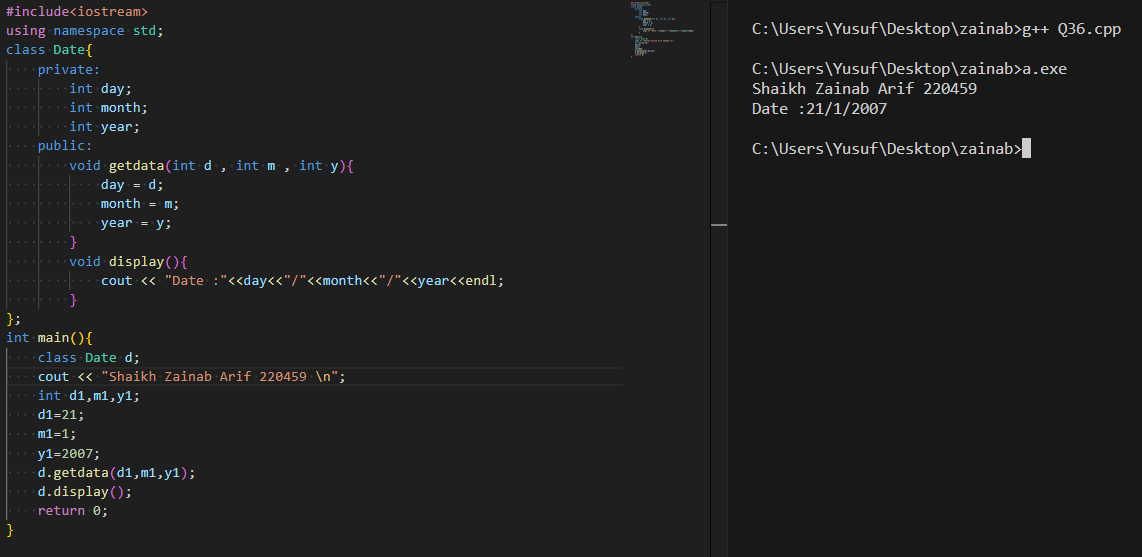 #include<iostream>
using namespace std;
class Date{
    private:
        int day;
        int month;
        int year;
    public:
        void getdata(int d , int m , int y){
            day = d;
            month = m;
            year = y;
        }
        void display(){
            cout << "Date :"<<day<<"/"<<month<<"/"<<year<<endl;
        }
};
int main(){
    class Date d;
    cout << "Shaikh Zainab Arif 220459 \n";
    int d1,m1,y1;
    d1=21;
    m1=1;
    y1=2007;
    d.getdata(d1,m1,y1);
    d.display();
    return 0;
}
C:\Users\Yusuf\Desktop\zainab>g++ Q36.cpp
C:\Users\Yusuf\Desktop\zainab>a.exe
Shaikh Zainab Arif 220459
Date :21/1/2007
C:\Users\Yusuf\Desktop\zainab>